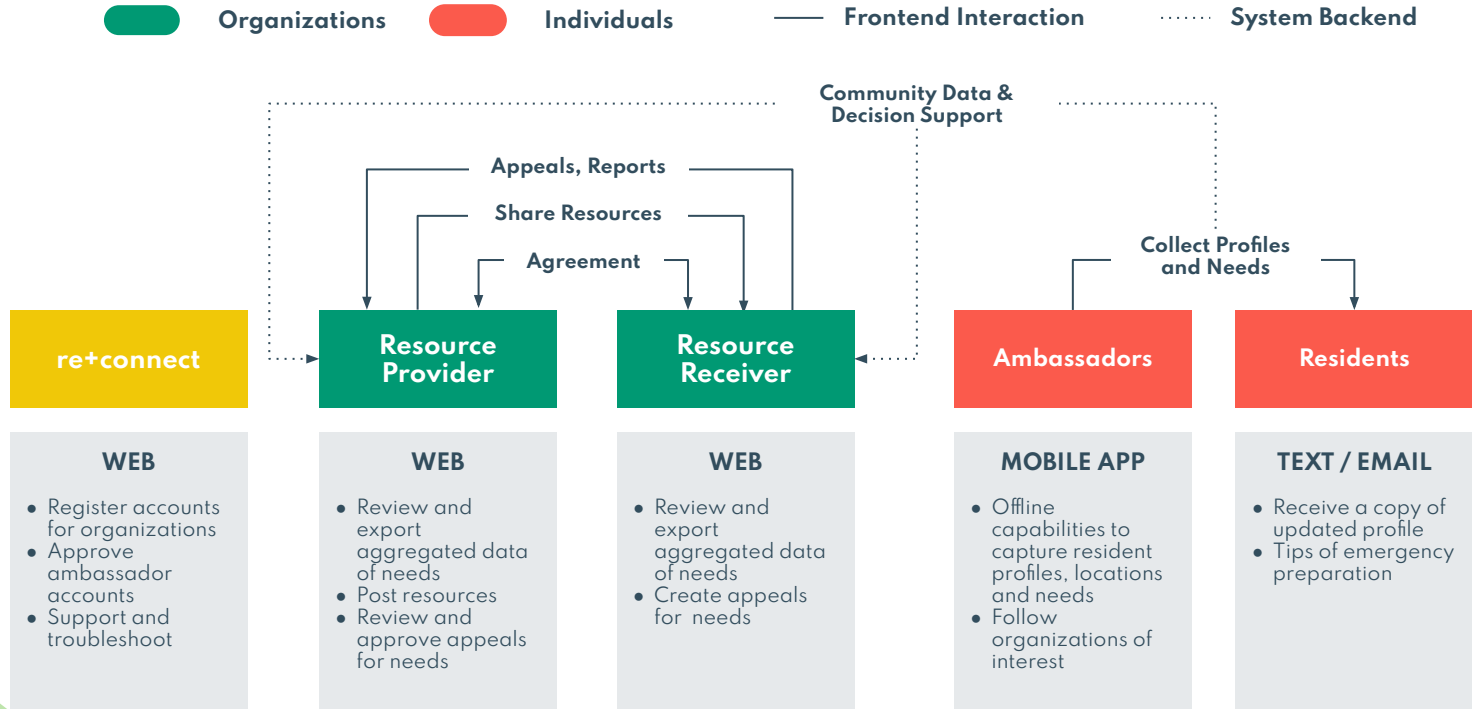 Organizations
Individuals
Frontend Interaction
System Backend
Community Data &
Decision Support
Appeals, Reports
Share Resources
Agreement
Collect Profiles
and Needs
re+connect
Resource
Provider
Resource
Receiver
Ambassadors
Residents
WEB
• Register accounts
for organizations
• Approve
ambassador
accounts
• Support and
troubleshoot
WEB
• Review and
export
aggregated data
of needs
• Post resources
• Review and
approve appeals
for needs
WEB
• Review and
export
aggregated data
of needs
• Create appeals
for needs
MOBILE APP
• Offline
capabilities to
capture resident
profiles, locations
and needs
• Follow
organizations of
interest
TEXT / EMAIL
• Receive a copy of
updated profile
• Tips of emergency
preparation